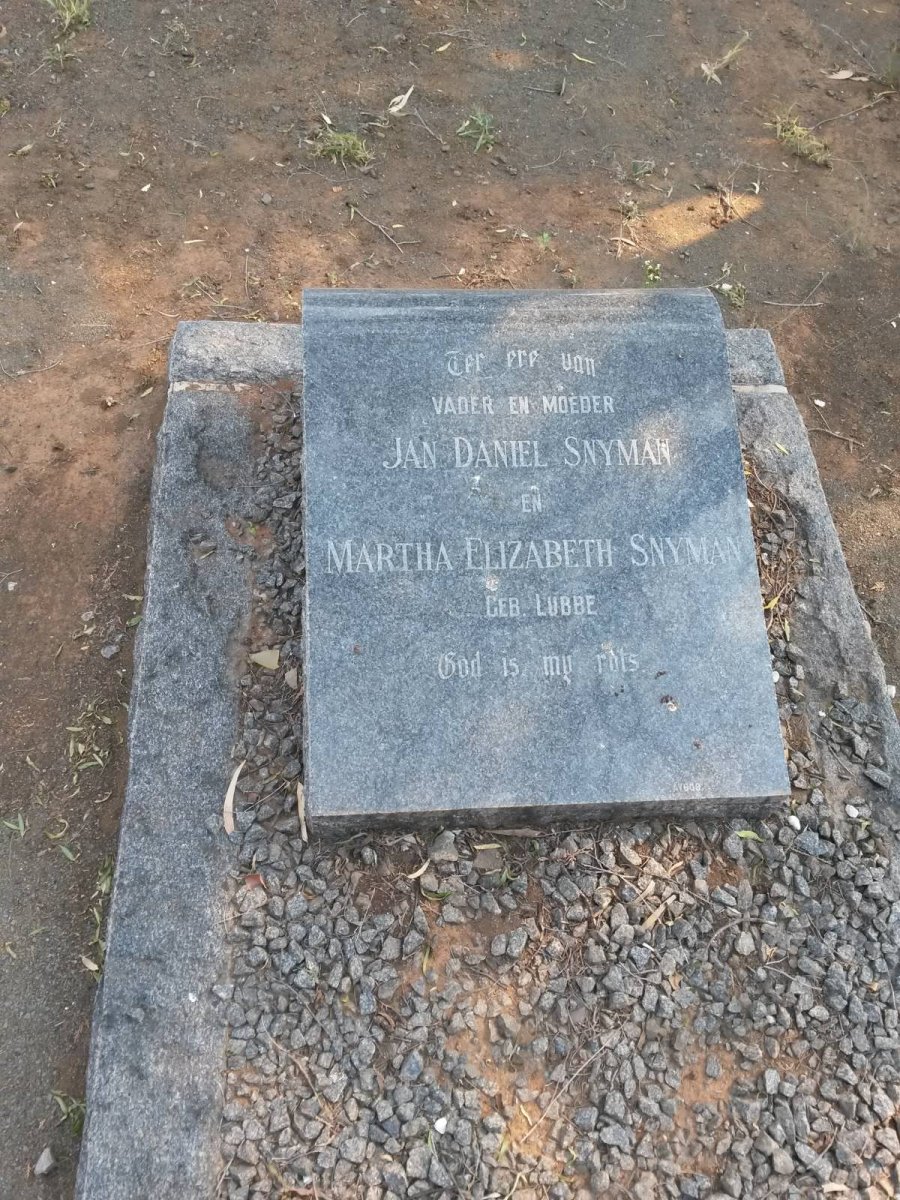 Ter ere van
VADER EN MOEDER
JAN DANIEL SNYMAN
EN
MARTHA ELIZABETH SNYMAN
GEB LUBBE
God is my rots